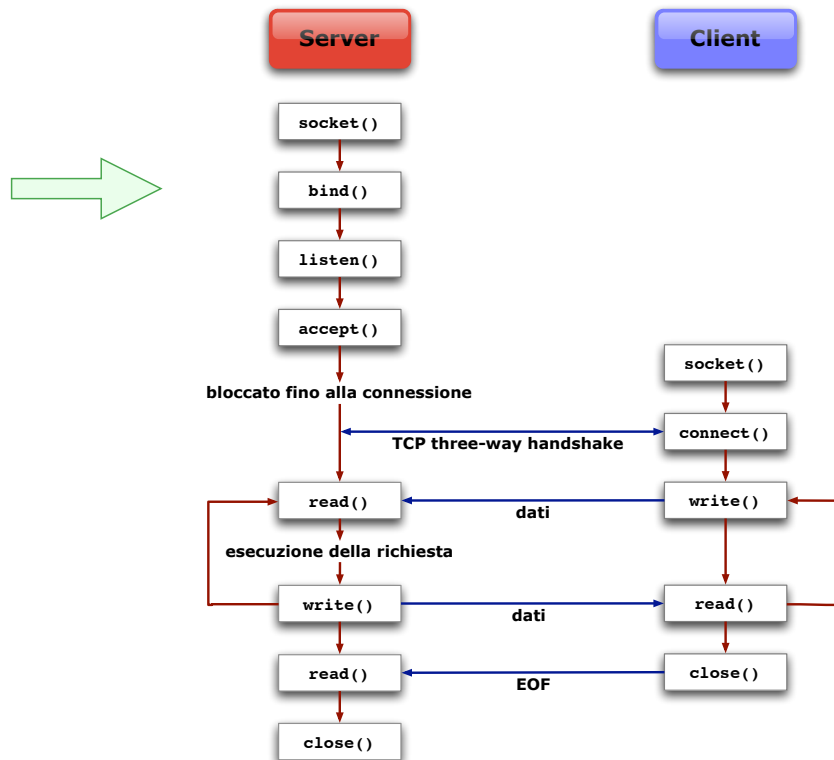 Server
Client
socket()
bind()
listen()
accept()
socket()
bloccato fino alla connessione
connect()
TCP three-way handshake
read()
write()
dati
esecuzione della richiesta
write()
read()
dati
read()
close()
EOF
close()